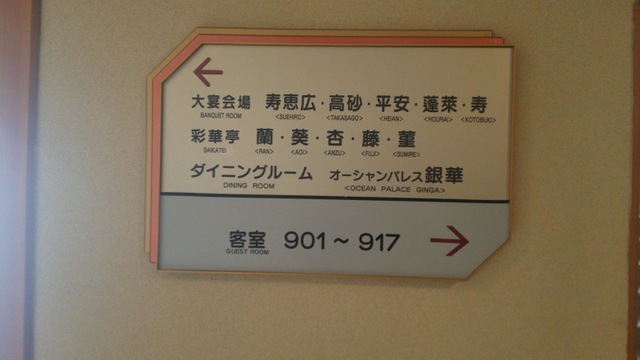 大宴会場 寿恵広・高砂・平安・蓬莱・寿
BANQUET ROOM <SUEHIRO> <TAKASAGO> <HEIAN> <HOURAI> <KOTOBUKI>
彩華亭 蘭・葵・杏・藤・菫
SAIKATEI <RAN> <AOI> <ANZU> <FUJI> <SUMIRE>
ダイニングルーム オーシャンパレス銀華
DINING ROOM <OCEAN PALACE GINGA>
客室 901～917
GUEST ROOM